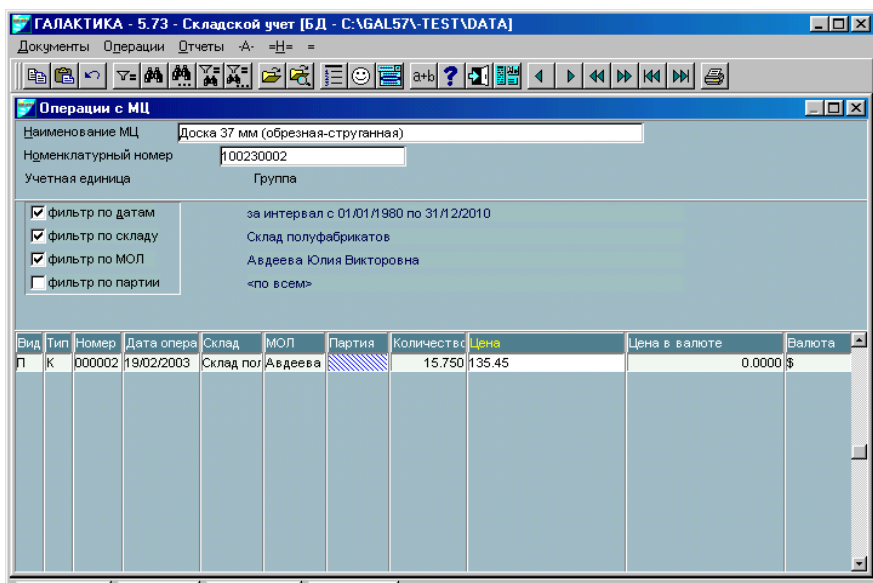 ГАЛАКТИКА - 5.73 - Складской учет [БД - C:\GAL57\-TEST\DATA]
Документы Операции Отчеты -А- =Н= =
a+b ?
Операции с МЦ
Наименование МЦ Доска 37 мм (обрезная-струганная)
Номенклатурный номер 100230002
Учетная единица Группа
фильтр по датам за интервал с 01/01/1980 по 31/12/2010
фильтр по складу Склад полуфабрикатов
фильтр по МОЛ Авдеева Юлия Викторовна
фильтр по партии <по всем>
Вид Тип Номер Дата опера Склад МОЛ Партия Количество Цена Цена в валюте Валюта
П К 000002 19/02/2003 Склад пол Авдеева 15.750 135.45 0.0000 $